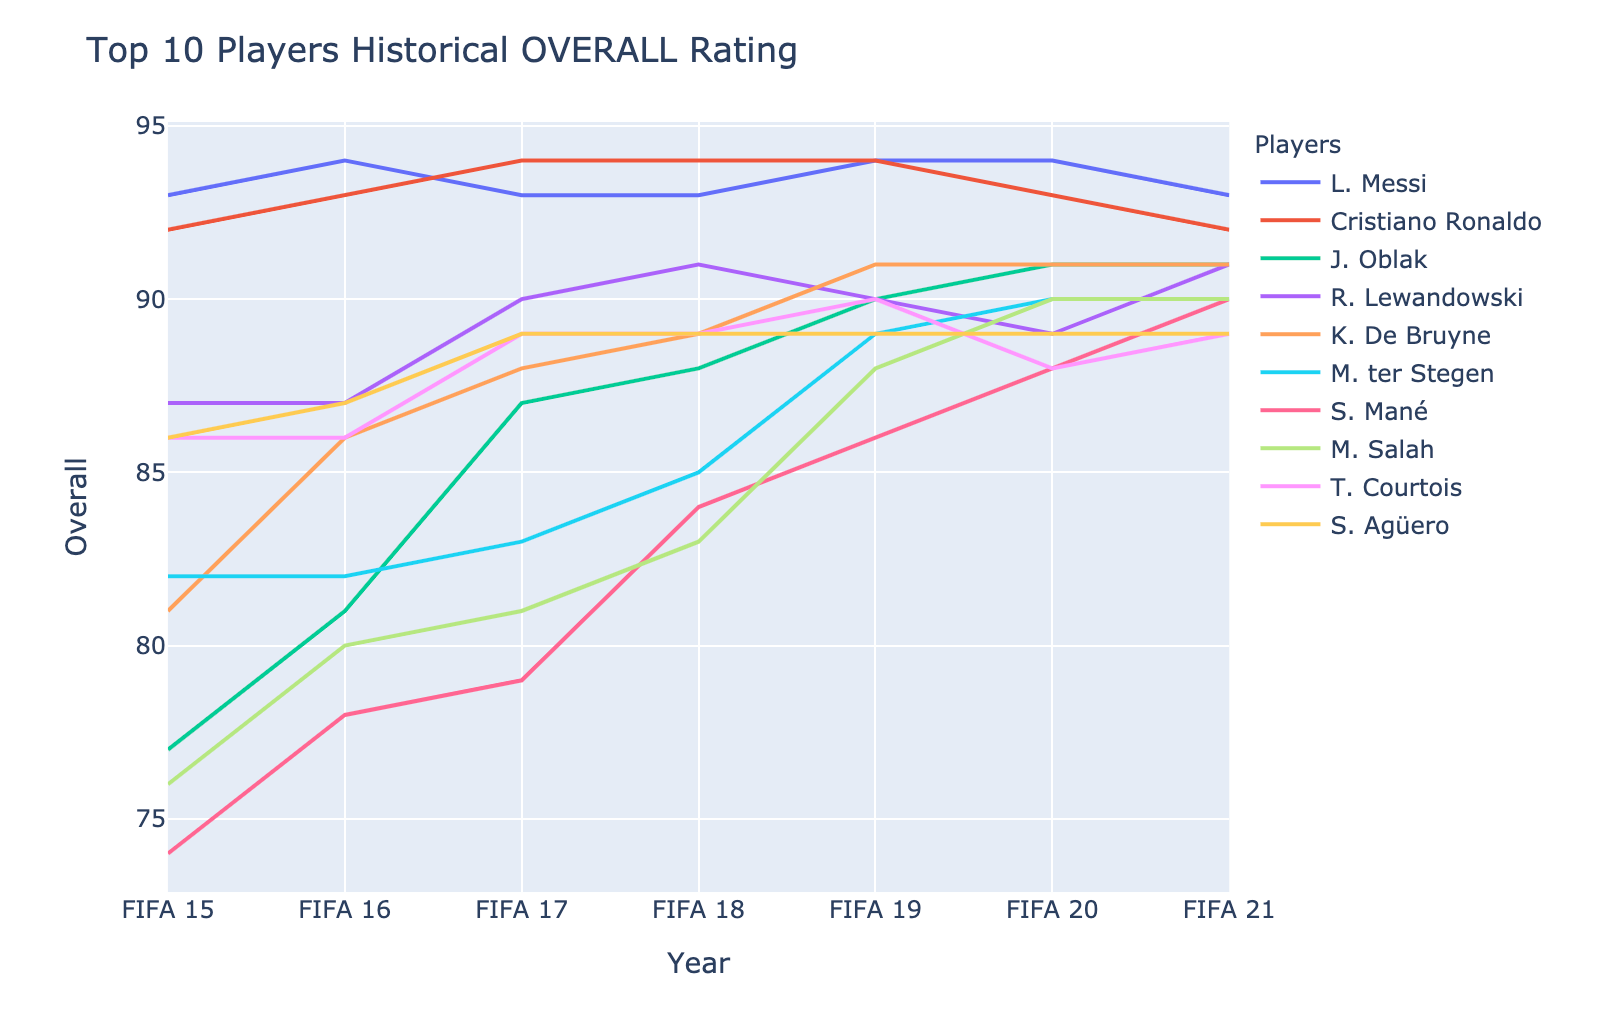 Top 10 Players Historical OVERALL Rating
95
90
85
80
75
Overall
FIFA 15
FIFA 16
FIFA 17
FIFA 18
FIFA 19
FIFA 20
FIFA 21
Year
Players
L. Messi
Cristiano Ronaldo
J. Oblak
R. Lewandowski
K. De Bruyne
M. ter Stegen
S. Mané
M. Salah
T. Courtois
S. Agüero